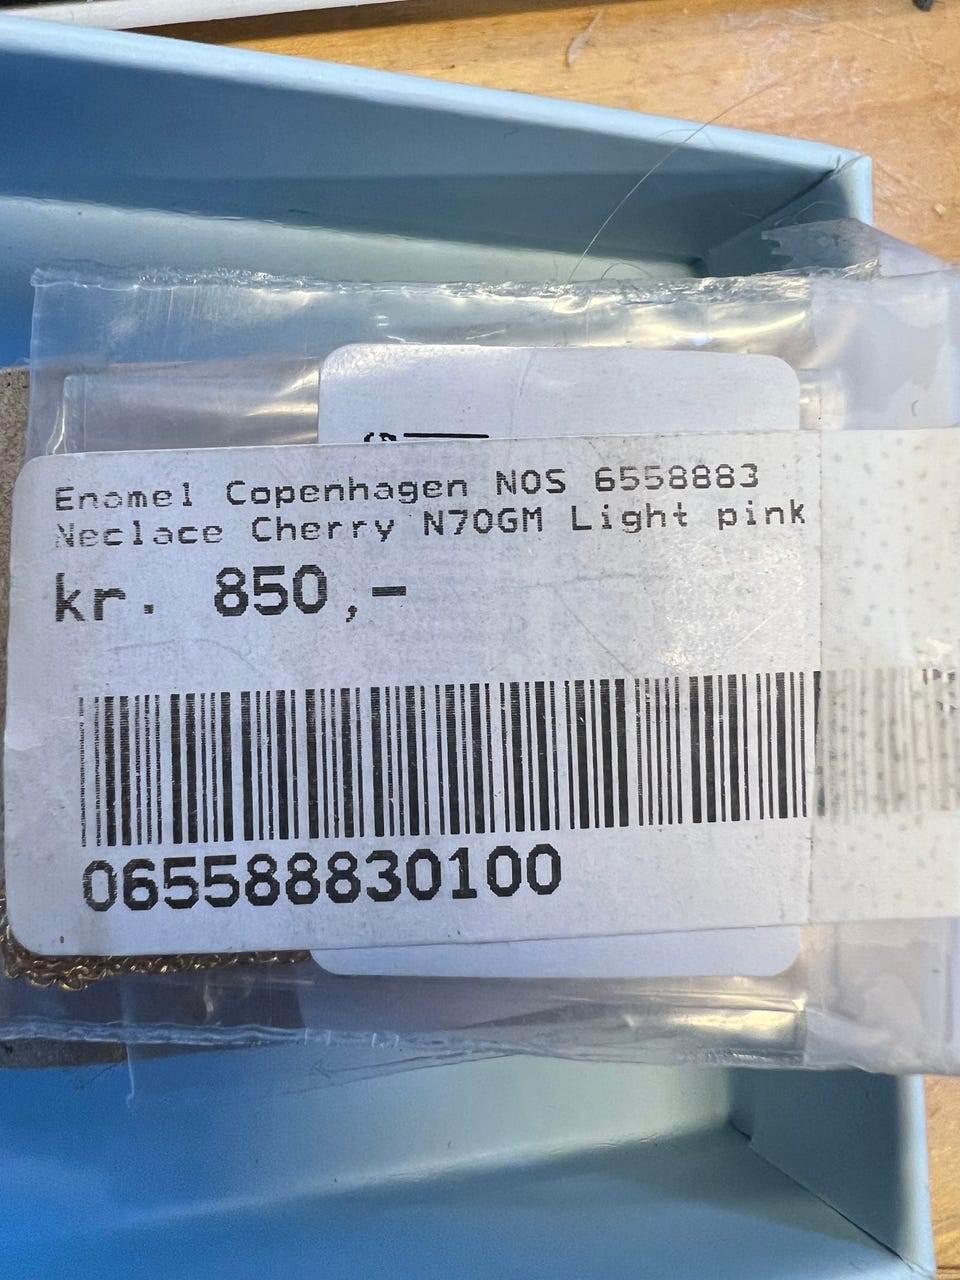 Enamel Copenhagen NOS 6558883
Neclace Cherry N70GM Light pink
kr. 850,-
065588830100